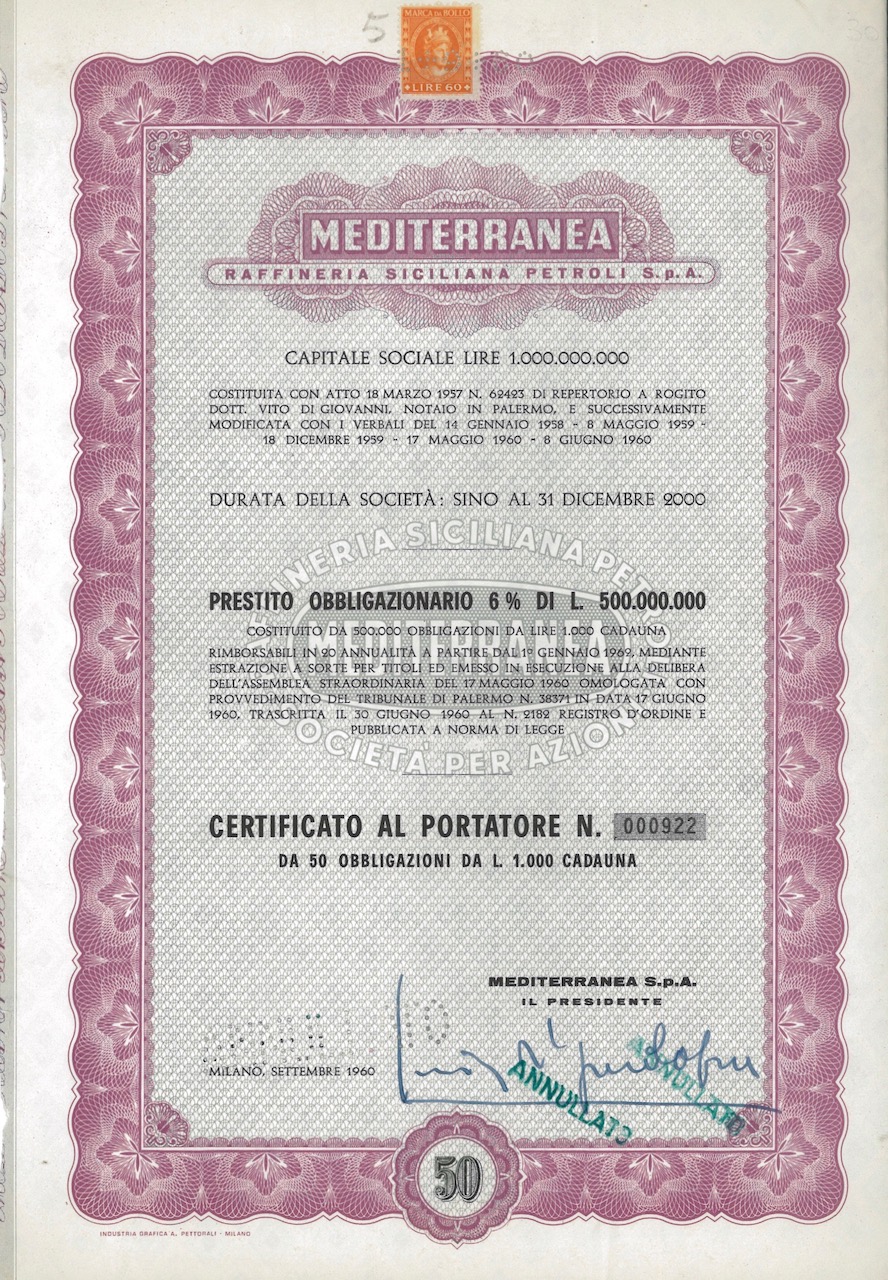 5
MARCA DA BOLLO
LIRE 60
MEDITERRANEA
RAFFINERIA SICILIANA PETROLI S.p.A.
CAPITALE SOCIALE LIRE 1.000.000.000
COSTITUITA CON ATTO 18 MARZO 1957 N. 62423 DI REPERTORIO A ROGITO
DOTT. VITO DI GIOVANNI, NOTAIO IN PALERMO, E SUCCESSIVAMENTE
MODIFICATA CON I VERBALI DEL 14 GENNAIO 1958 - 8 MAGGIO 1959 -
18 DICEMBRE 1959 - 17 MAGGIO 1960 - 8 GIUGNO 1960
DURATA DELLA SOCIETÀ: SINO AL 31 DICEMBRE 2000
RAFFINERIA SICILIANA PETROLI
PRESTITO OBBLIGAZIONARIO 6% DI L. 500.000.000
COSTITUITO DA 500.000 OBBLIGAZIONI DA LIRE 1.000 CADAUNA
MEDITERRANEA
RIMBORSABILI IN 20 ANNUALITÀ A PARTIRE DAL 1° GENNAIO 1962, MEDIANTE
ESTRAZIONE A SORTE PER TITOLI ED EMESSO IN ESECUZIONE ALLA DELIBERA
DELL'ASSEMBLEA STRAORDINARIA DEL 17 MAGGIO 1960 OMOLOGATA CON
PROVVEDIMENTO DEL TRIBUNALE DI PALERMO N. 38371 IN DATA 17 GIUGNO
1960, TRASCRITTA IL 30 GIUGNO 1960 AL N. 2182 REGISTRO D'ORDINE E
PUBBLICATA A NORMA DI LEGGE
SOCIETÀ PER AZIONI
CERTIFICATO AL PORTATORE N. 000922
DA 50 OBBLIGAZIONI DA L. 1.000 CADAUNA
MEDITERRANEA S.p.A.
IL PRESIDENTE
MILANO, SETTEMBRE 1960
ANNULLATO
ANNULLATO
50
INDUSTRIA GRAFICA A. PETTORALI - MILANO